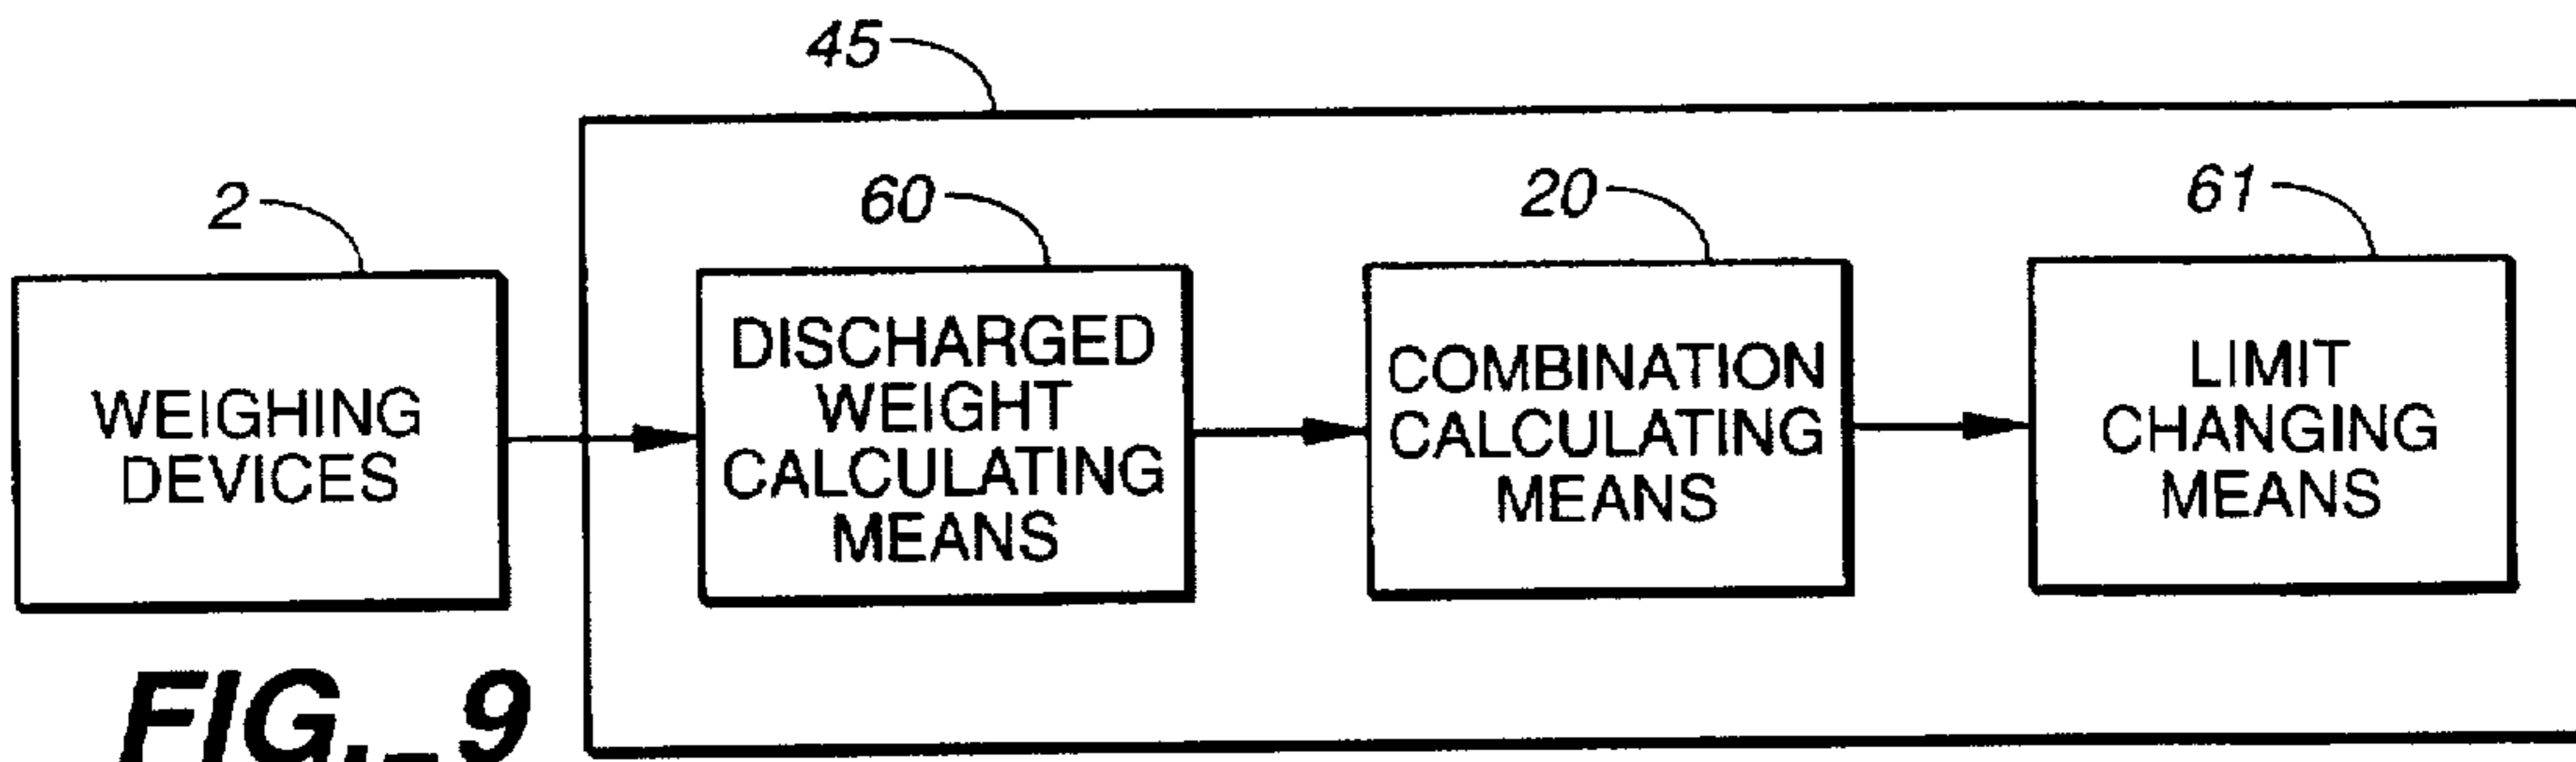 45
2
60
20
61
WEIGHING
DEVICES
DISCHARGED
WEIGHT
CALCULATING
MEANS
COMBINATION
CALCULATING
MEANS
LIMIT
CHANGING
MEANS
FIG._9